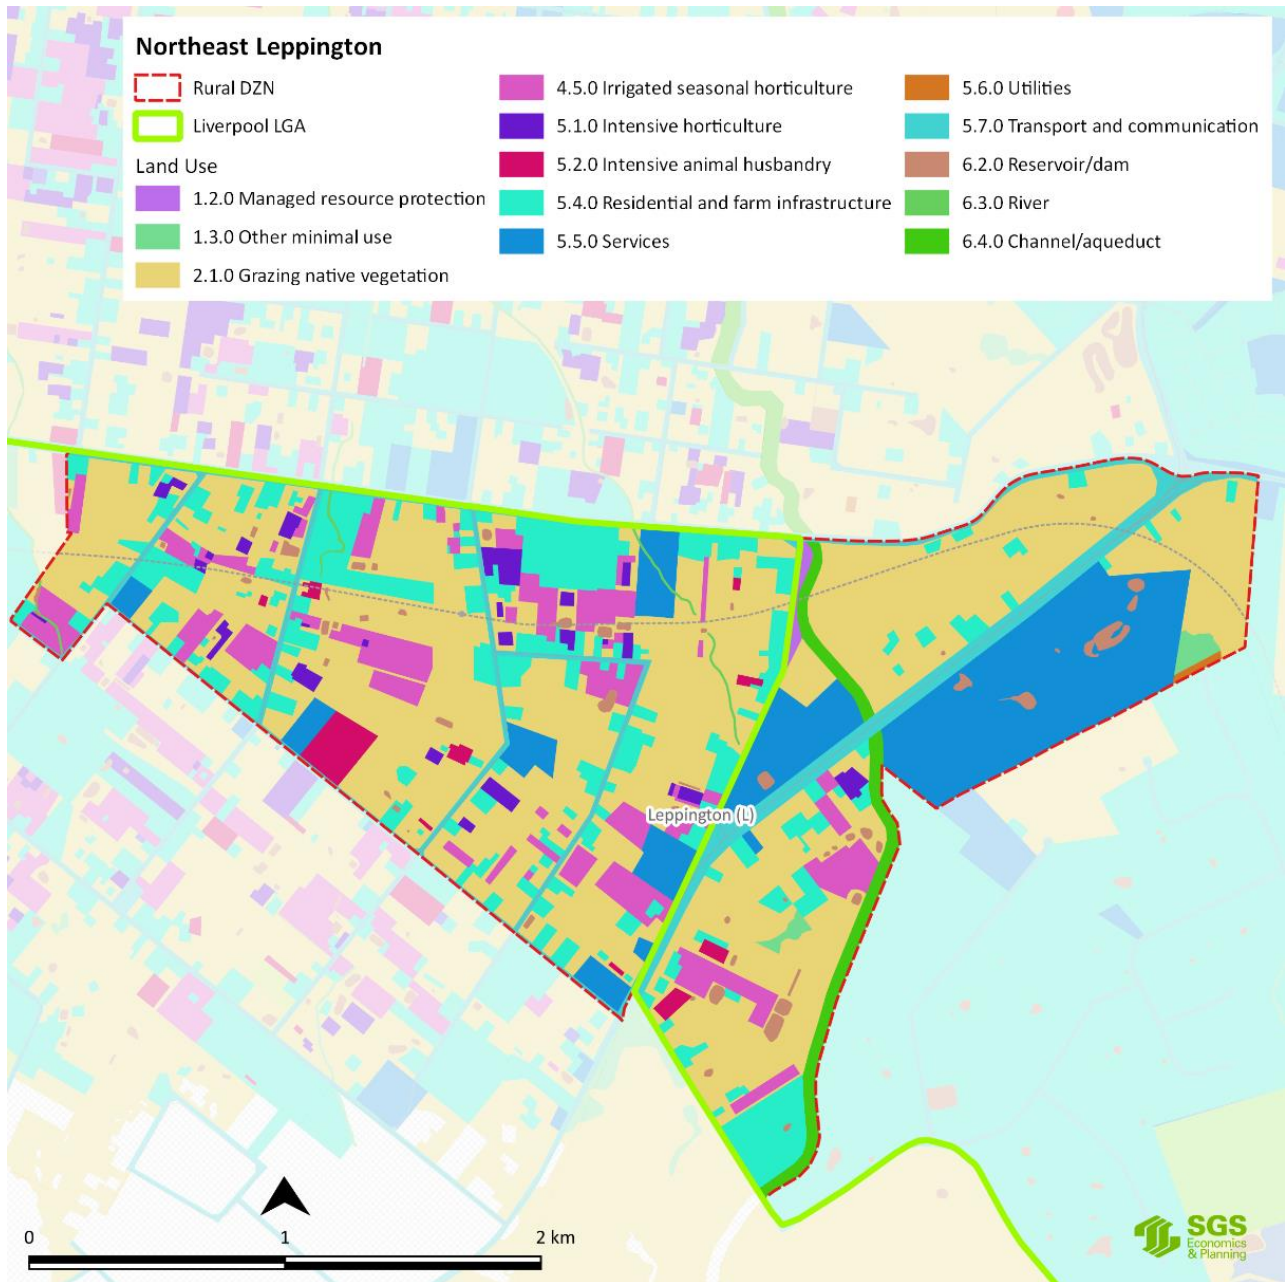 Northeast Leppington
Rural DZN
Liverpool LGA
Land Use
1.2.0 Managed resource protection
1.3.0 Other minimal use
2.1.0 Grazing native vegetation
4.5.0 Irrigated seasonal horticulture
5.1.0 Intensive horticulture
5.2.0 Intensive animal husbandry
5.4.0 Residential and farm infrastructure
5.5.0 Services
5.6.0 Utilities
5.7.0 Transport and communication
6.2.0 Reservoir/dam
6.3.0 River
6.4.0 Channel/aqueduct
Leppington (L)
0 1 2 km
SGS
Economics
& Planning